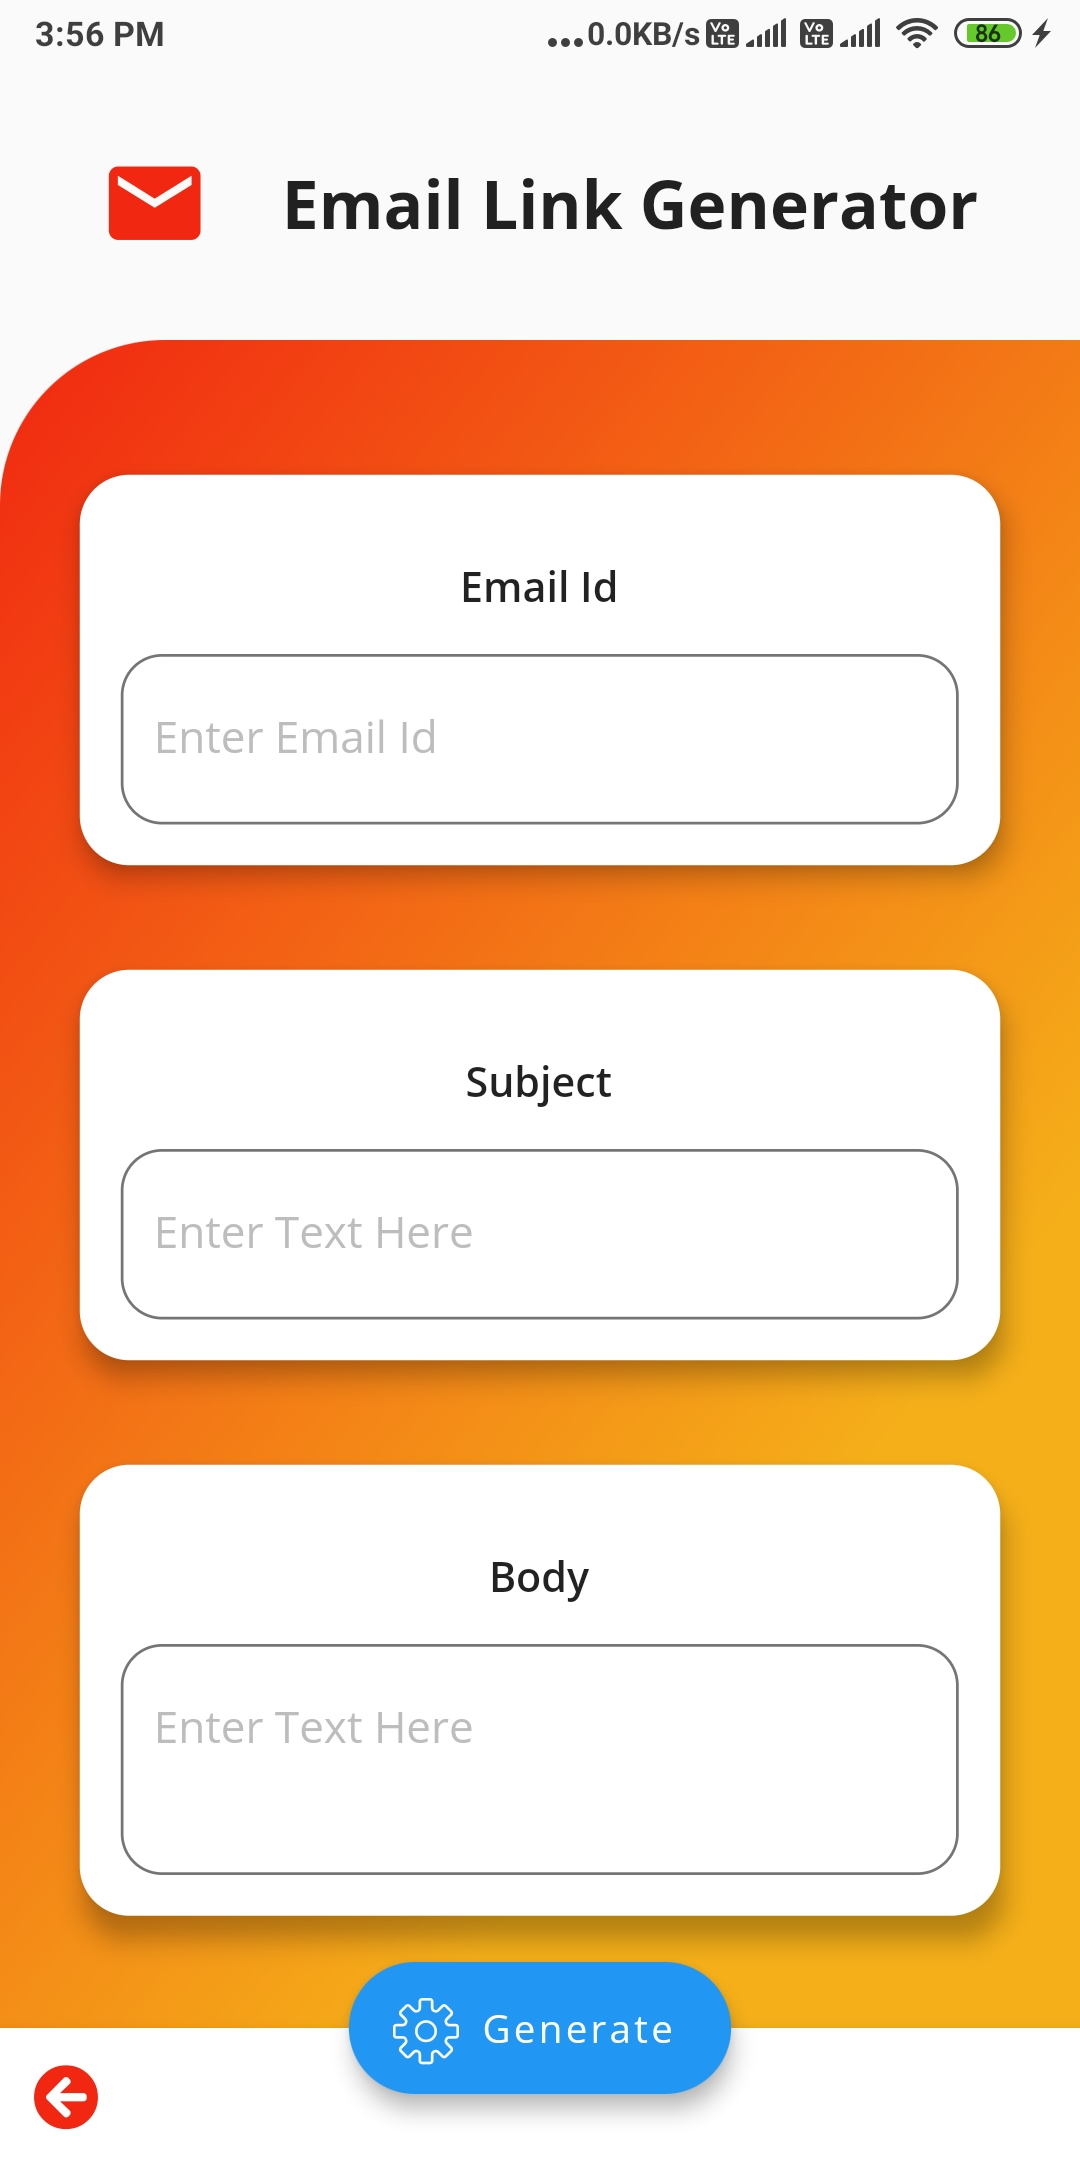 3:56 PM
...0.0KB/s Vo LTE Vo LTE 86
Email Link Generator
Email Id
Enter Email Id
Subject
Enter Text Here
Body
Enter Text Here
Generate